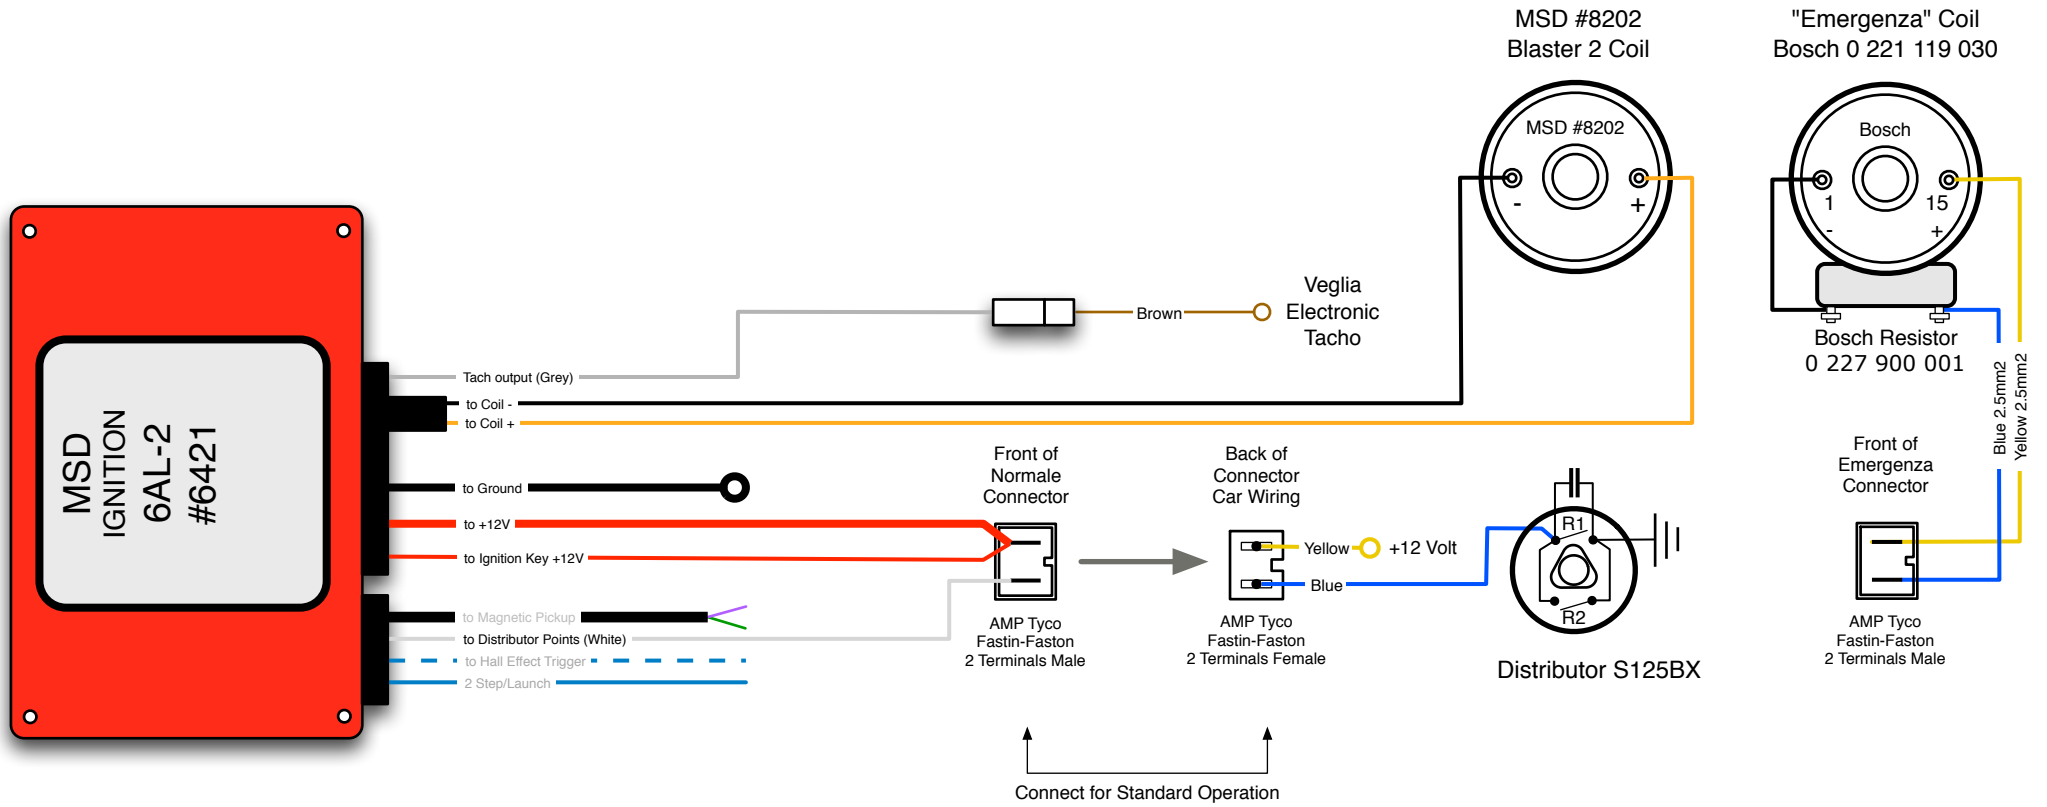 MSD #8202
Blaster 2 Coil
"Emergenza" Coil
Bosch 0 221 119 030
MSD #8202
-
+
Bosch
1
15
-
+
Bosch Resistor
0 227 900 001
Blue 2.5mm2
Yellow 2.5mm2
Veglia
Electronic
Tacho
Brown
MSD
IGNITION
6AL-2
#6421
Tach output (Grey)
to Coil -
to Coil +
to Ground
to +12V
to Ignition Key +12V
to Magnetic Pickup
to Distributor Points (White)
to Hall Effect Trigger
2 Step/Launch
Front of
Normale
Connector
AMP Tyco
Fastin-Faston
2 Terminals Male
Back of
Connector
Car Wiring
Yellow
+12 Volt
Blue
AMP Tyco
Fastin-Faston
2 Terminals Female
R1
R2
Distributor S125BX
Front of
Emergenza
Connector
AMP Tyco
Fastin-Faston
2 Terminals Male
Connect for Standard Operation